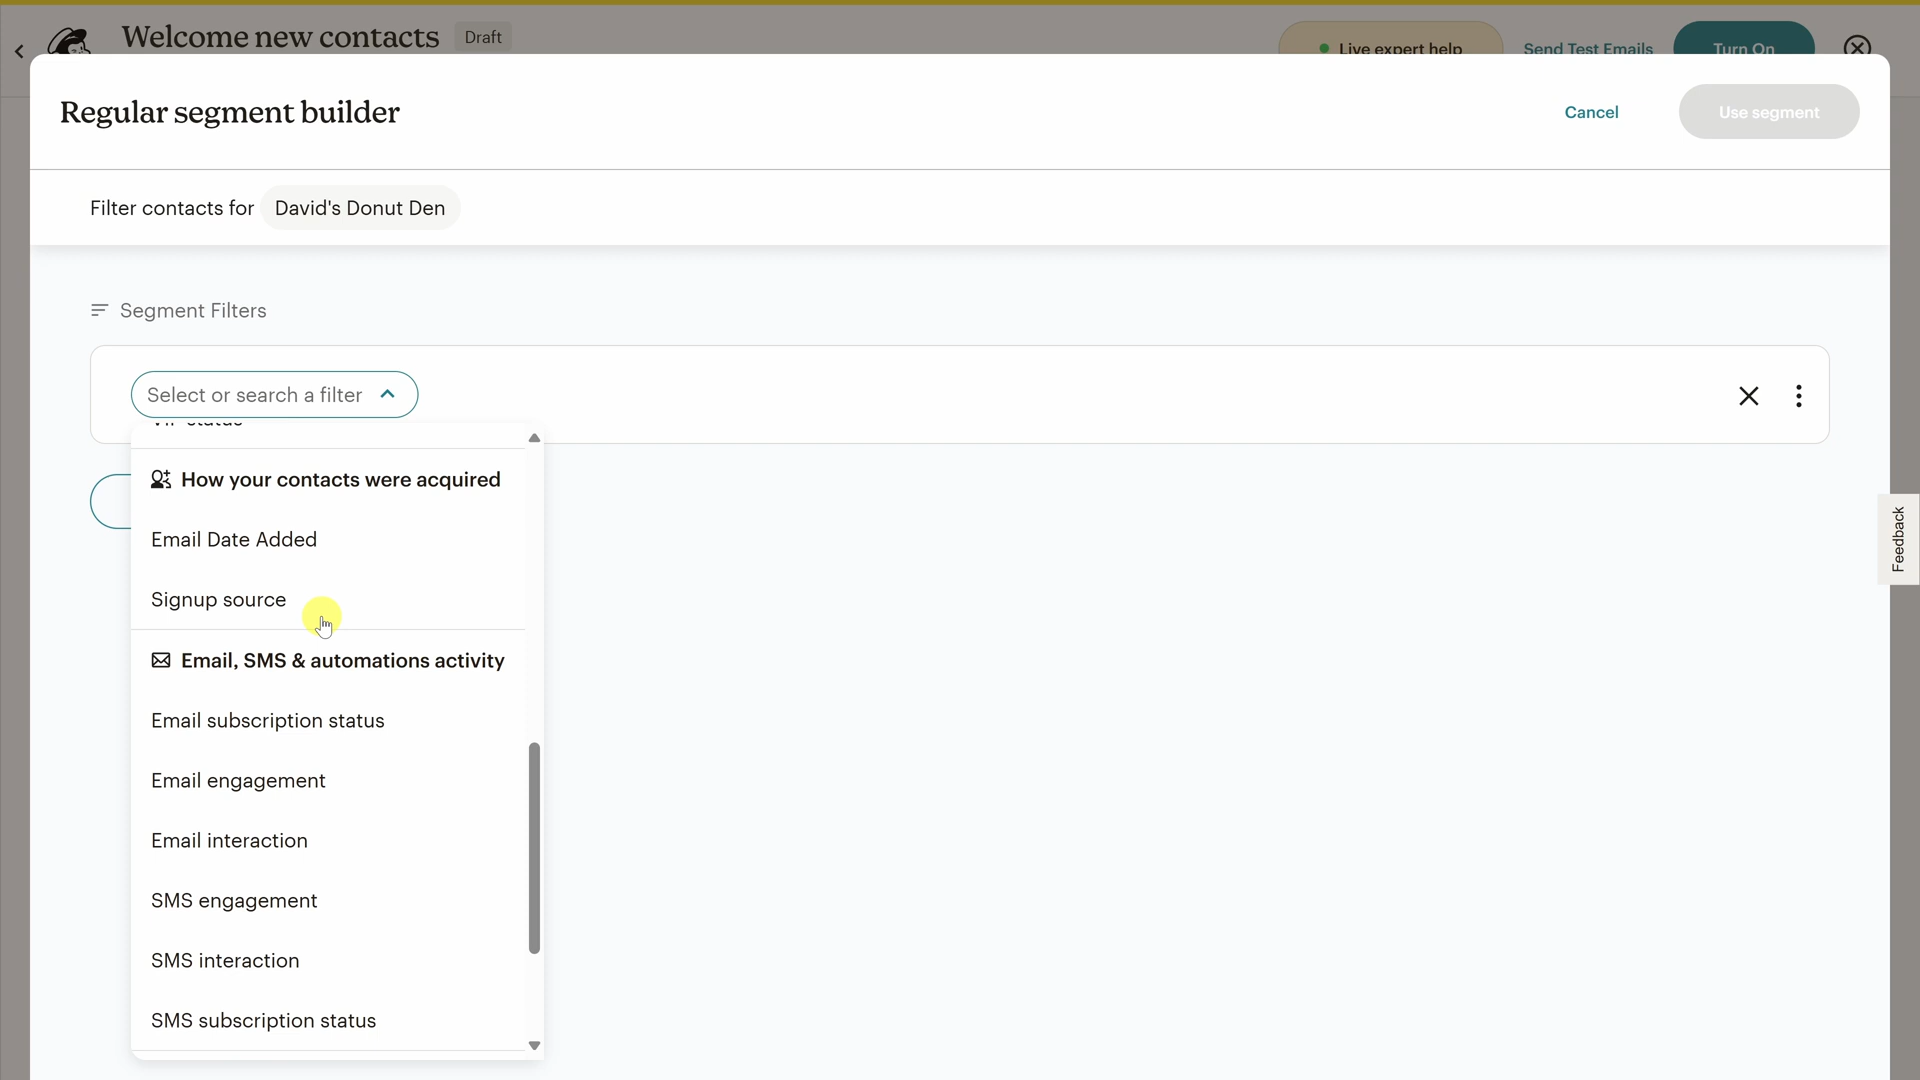 Welcome new contacts
Draft
Live expert help
Send Test Emails
Turn On
Regular segment builder
Cancel
Use segment
Filter contacts for David's Donut Den
Segment Filters
Select or search a filter
How your contacts were acquired
Email Date Added
Signup source
Email, SMS & automations activity
Email subscription status
Email engagement
Email interaction
SMS engagement
SMS interaction
SMS subscription status
Feedback